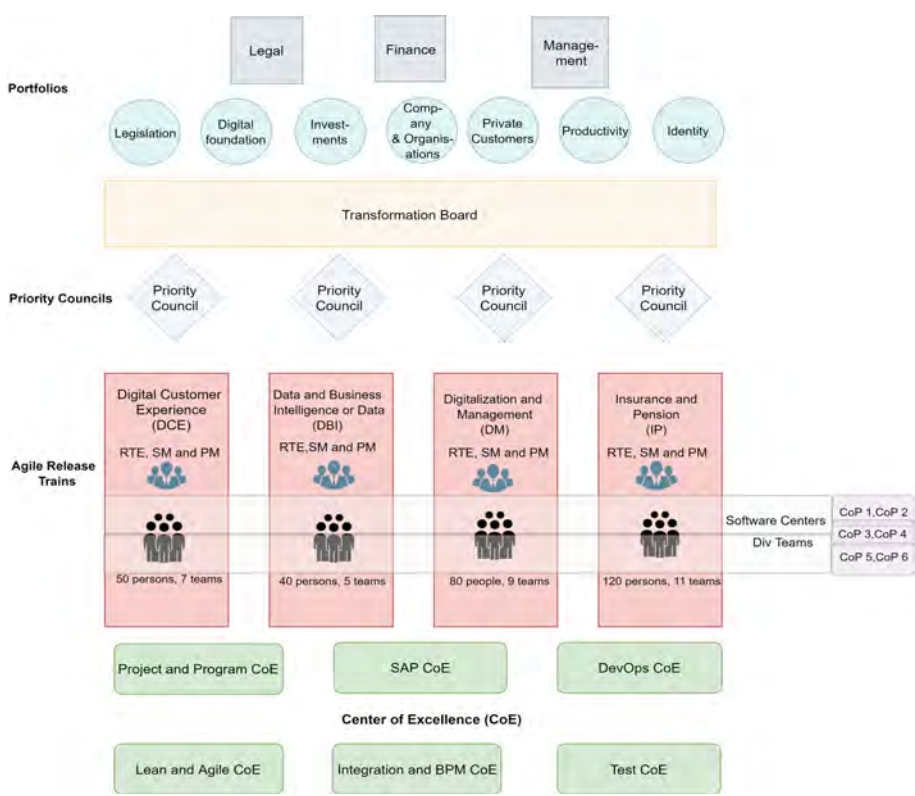 Legal
Finance
Manage-
ment
Portfolios
Legislation
Digital
foundation
Invest-
ments
Comp-
any
& Organis-
ations
Private
Customers
Productivity
Identity
Transformation Board
Priority Councils
Priority
Council
Priority
Council
Priority
Council
Priority
Council
Agile Release
Trains
Digital Customer
Experience
(DCE)
RTE, SM and PM
50 persons, 7 teams
Data and Business
Intelligence or Data
(DBI)
RTE,SM and PM
40 persons, 5 teams
Digitalization and
Management
(DM)
RTE, SM and PM
80 people, 9 teams
Insurance and
Pension
(IP)
RTE, SM and PM
120 persons, 11 teams
Software Centers
Div Teams
CoP 1,CoP 2
CoP 3,CoP 4
CoP 5,CoP 6
Project and Program CoE
SAP CoE
DevOps CoE
Center of Excellence (CoE)
Lean and Agile CoE
Integration and BPM CoE
Test CoE